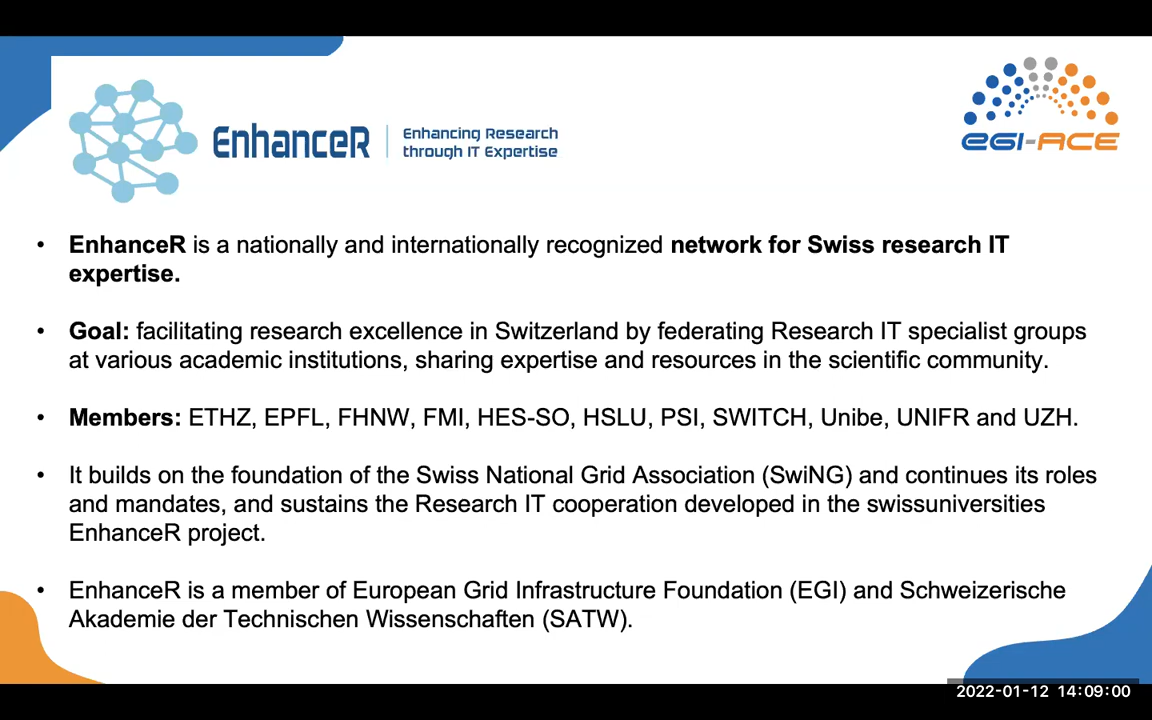 EnhanceR
Enhancing Research
through IT Expertise
EGI-ACE
• EnhanceR is a nationally and internationally recognized network for Swiss research IT
expertise.
• Goal: facilitating research excellence in Switzerland by federating Research IT specialist groups
at various academic institutions, sharing expertise and resources in the scientific community.
• Members: ETHZ, EPFL, FHNW, FMI, HES-SO, HSLU, PSI, SWITCH, Unibe, UNIFR and UZH.
• It builds on the foundation of the Swiss National Grid Association (SwiNG) and continues its roles
and mandates, and sustains the Research IT cooperation developed in the swissuniversities
EnhanceR project.
• EnhanceR is a member of European Grid Infrastructure Foundation (EGI) and Schweizerische
Akademie der Technischen Wissenschaften (SATW).
2022-01-12 14:09:00